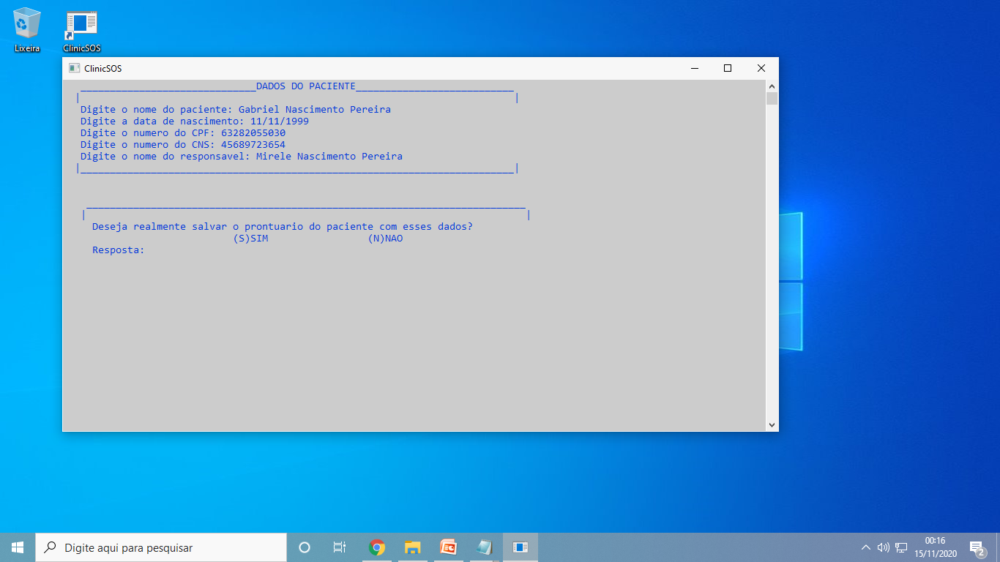 Lixeira
ClinicSOS
ClinicSOS
______________________________DADOS DO PACIENTE___________________________
| |
Digite o nome do paciente: Gabriel Nascimento Pereira
Digite a data de nascimento: 11/11/1999
Digite o numero do CPF: 63282055030
Digite o numero do CNS: 45689723654
Digite o nome do responsavel: Mirele Nascimento Pereira
|__________________________________________________________________________|
___________________________________________________________________________
| |
Deseja realmente salvar o prontuario do paciente com esses dados?
(S)SIM (N)NAO
Resposta:
Digite aqui para pesquisar
00:16
15/11/2020
2